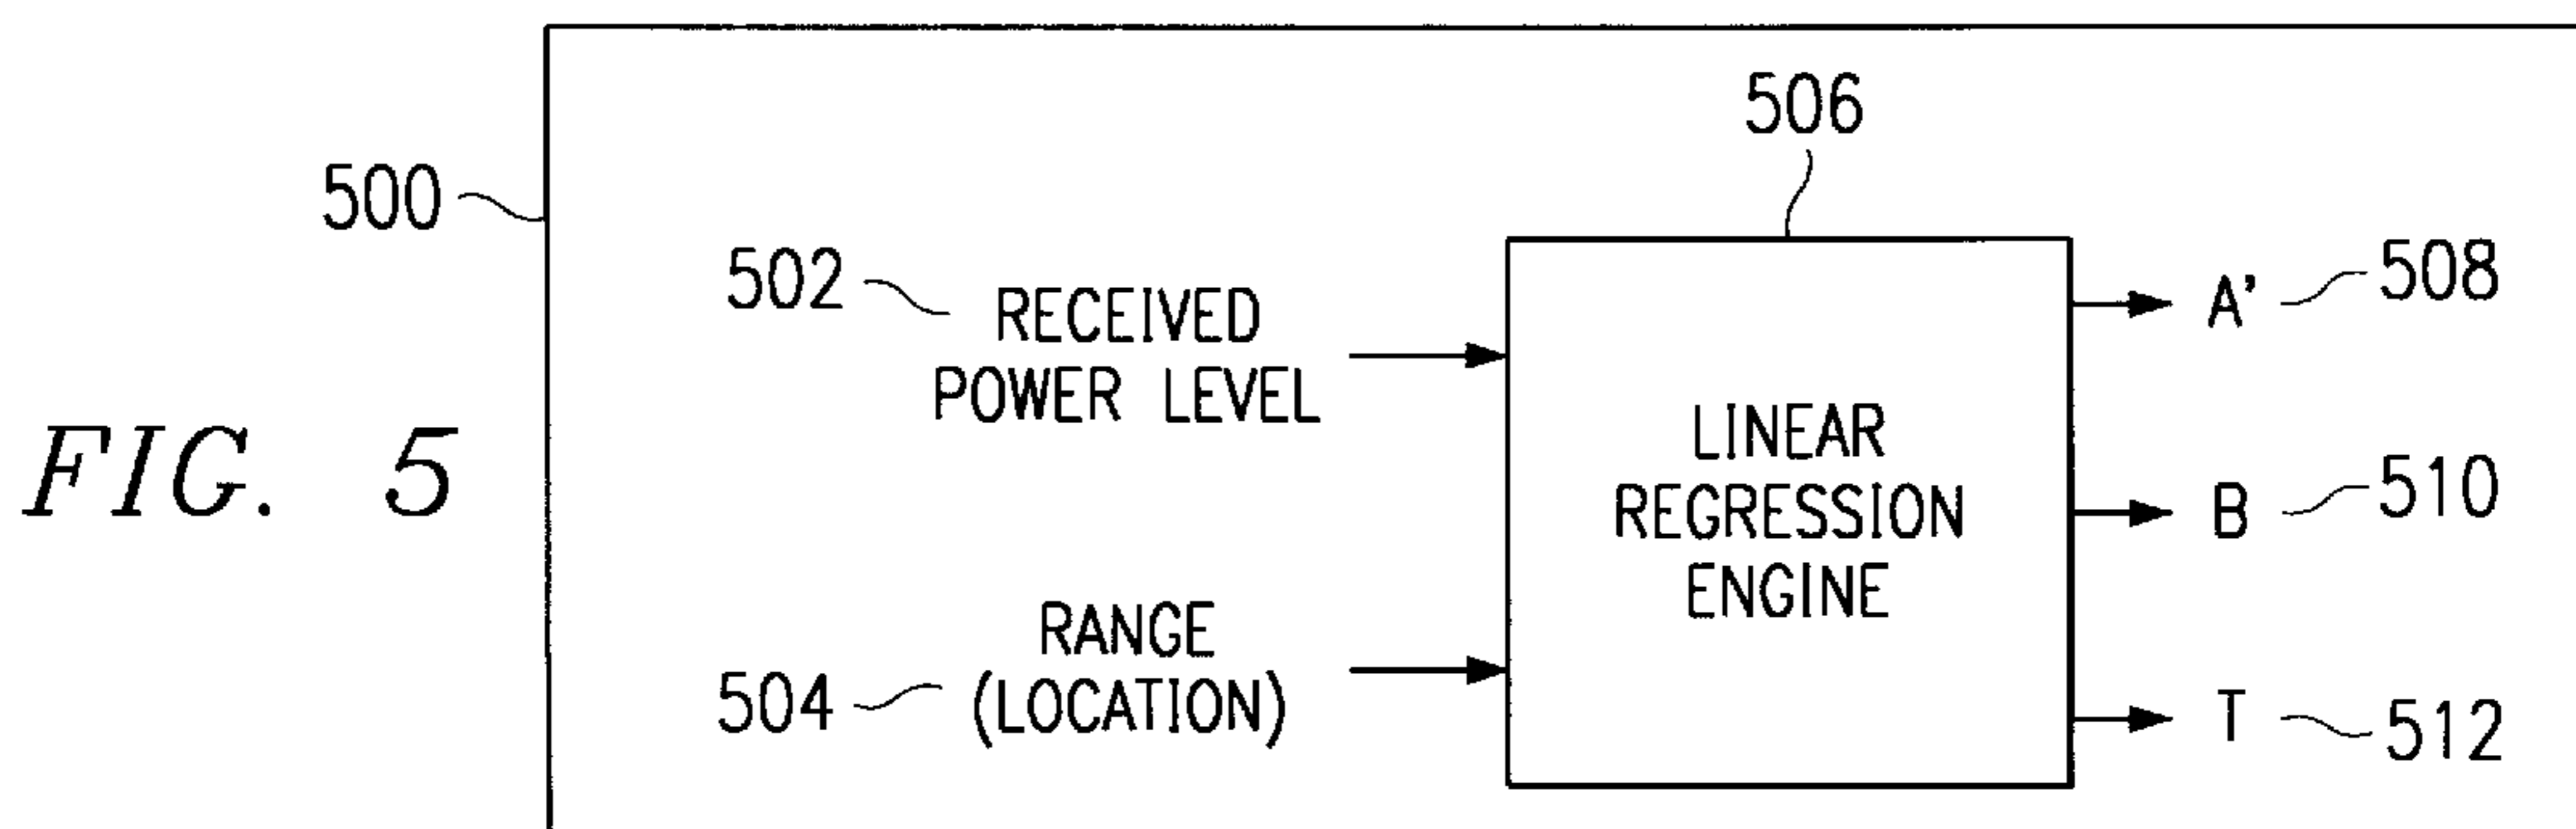 506
500
502
RECEIVED
POWER LEVEL
A' 508
LINEAR
REGRESSION
ENGINE
FIG. 5
B 510
RANGE
(LOCATION)
504
T 512